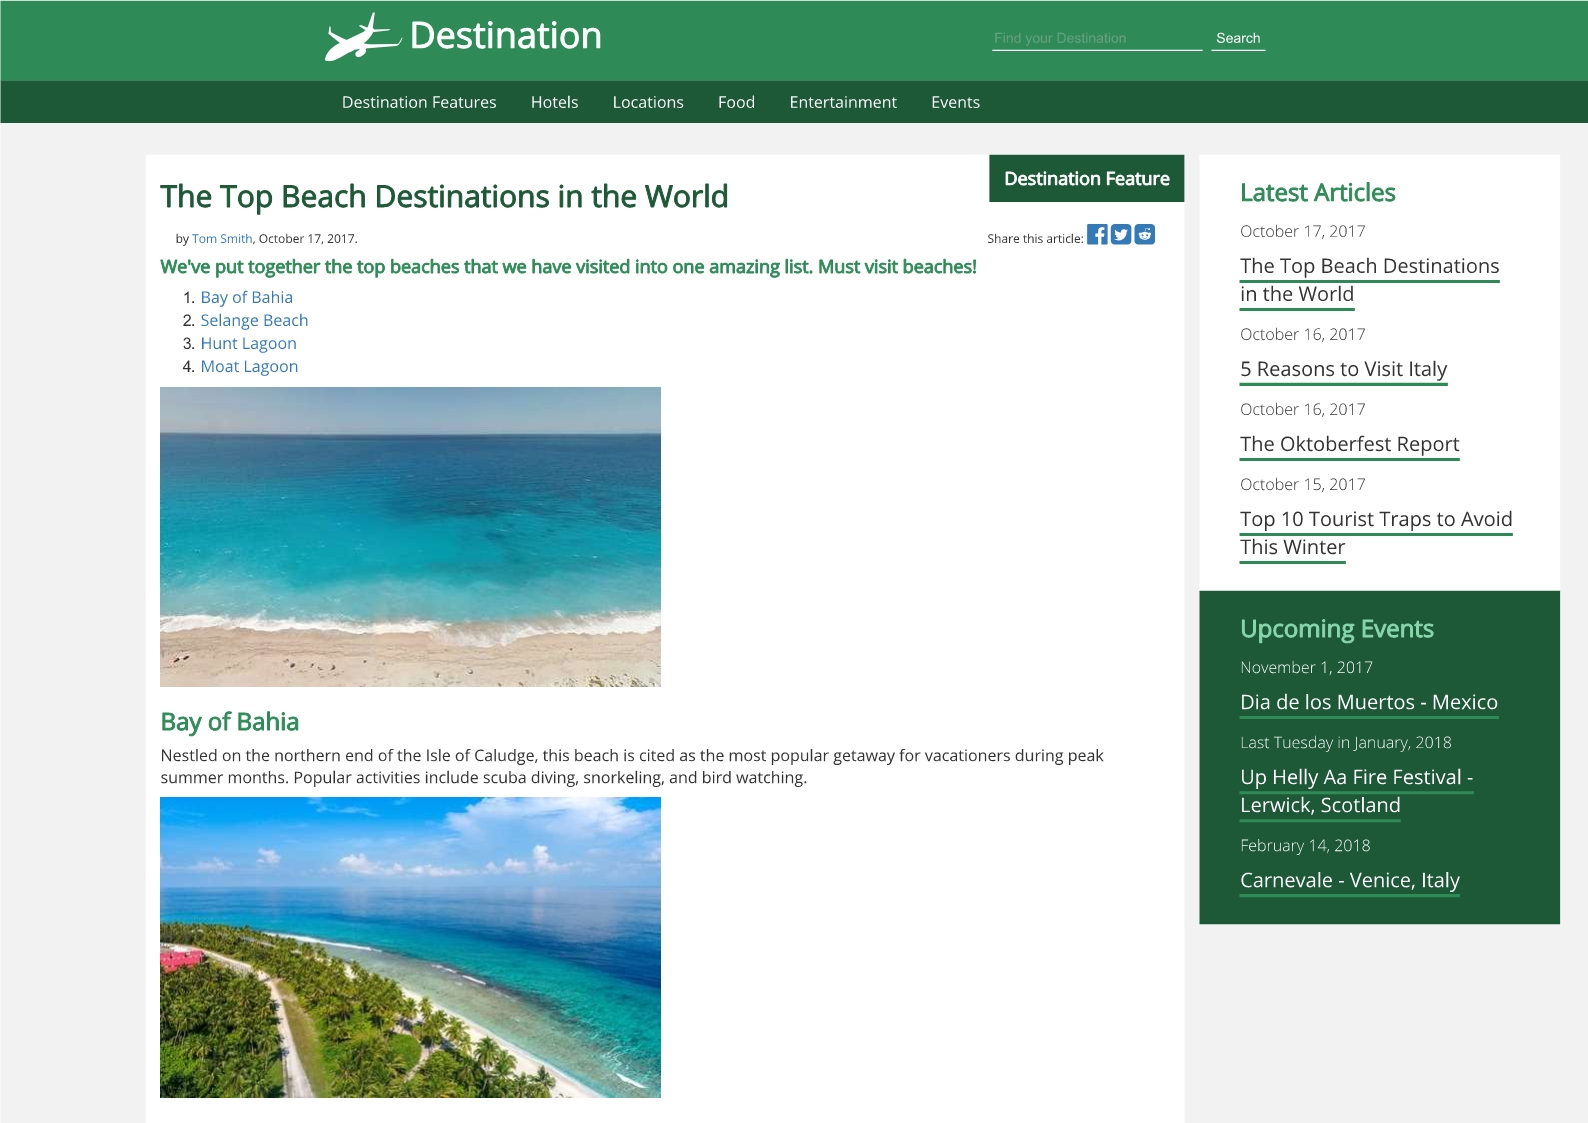 Destination
Find your Destination
Search
Destination Features
Hotels
Locations
Food
Entertainment
Events
Destination Feature
The Top Beach Destinations in the World
by Tom Smith, October 17, 2017.
Share this article:
We've put together the top beaches that we have visited into one amazing list. Must visit beaches!
1. Bay of Bahia
2. Selange Beach
3. Hunt Lagoon
4. Moat Lagoon
Bay of Bahia
Nestled on the northern end of the Isle of Caludge, this beach is cited as the most popular getaway for vacationers during peak
summer months. Popular activities include scuba diving, snorkeling, and bird watching.
Latest Articles
October 17, 2017
The Top Beach Destinations
in the World
October 16, 2017
5 Reasons to Visit Italy
October 16, 2017
The Oktoberfest Report
October 15, 2017
Top 10 Tourist Traps to Avoid
This Winter
Upcoming Events
November 1, 2017
Dia de los Muertos - Mexico
Last Tuesday in January, 2018
Up Helly Aa Fire Festival -
Lerwick, Scotland
February 14, 2018
Carnevale - Venice, Italy